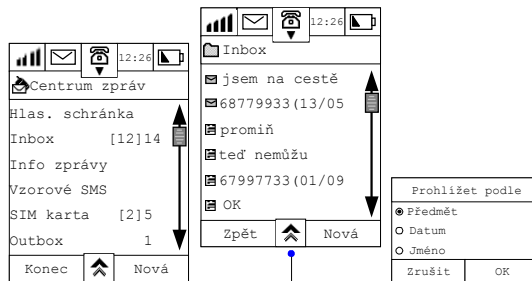 12:26
Centrum zpráv
Hlas. schránka
Inbox [12]14
Info zprávy
Vzorové SMS
SIM karta [2]5
Outbox 1
Konec Nová
12:26
Inbox
jsem na cestě
68779933(13/05
promiň
teď nemůžu
67997733(01/09
OK
Zpět Nová
Prohlížet podle
Předmět
Datum
Jméno
Zrušit OK